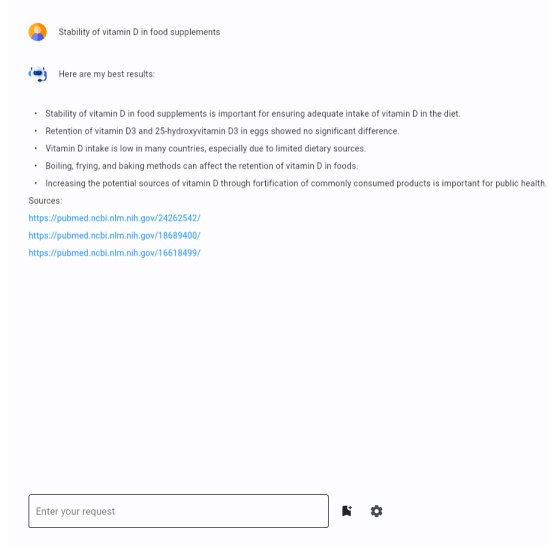 Stability of vitamin D in food supplements
Here are my best results:
• Stability of vitamin D in food supplements is important for ensuring adequate intake of vitamin D in the diet.
• Retention of vitamin D3 and 25-hydroxyvitamin D3 in eggs showed no significant difference.
• Vitamin D intake is low in many countries, especially due to limited dietary sources.
• Boiling, frying, and baking methods can affect the retention of vitamin D in foods.
• Increasing the potential sources of vitamin D through fortification of commonly consumed products is important for public health.
Sources:
https://pubmed.ncbi.nlm.nih.gov/24262542/
https://pubmed.ncbi.nlm.nih.gov/18689400/
https://pubmed.ncbi.nlm.nih.gov/16618499/
Enter your request